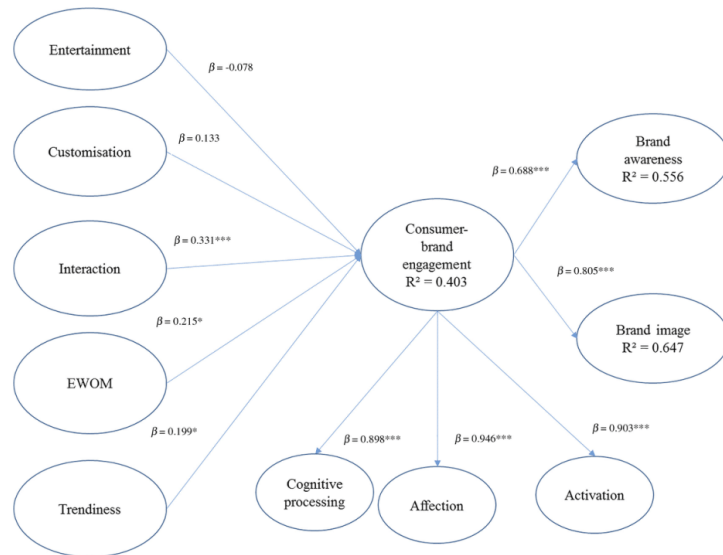 Entertainment
β = -0.078
Customisation
β = 0.133
Interaction
β = 0.331***
EWOM
β = 0.215*
Trendiness
β = 0.199*
Consumer-
brand
engagement
R² = 0.403
β = 0.688***
Brand
awareness
R² = 0.556
β = 0.805***
Brand image
R² = 0.647
β = 0.898***
Cognitive
processing
β = 0.946***
Affection
β = 0.903***
Activation